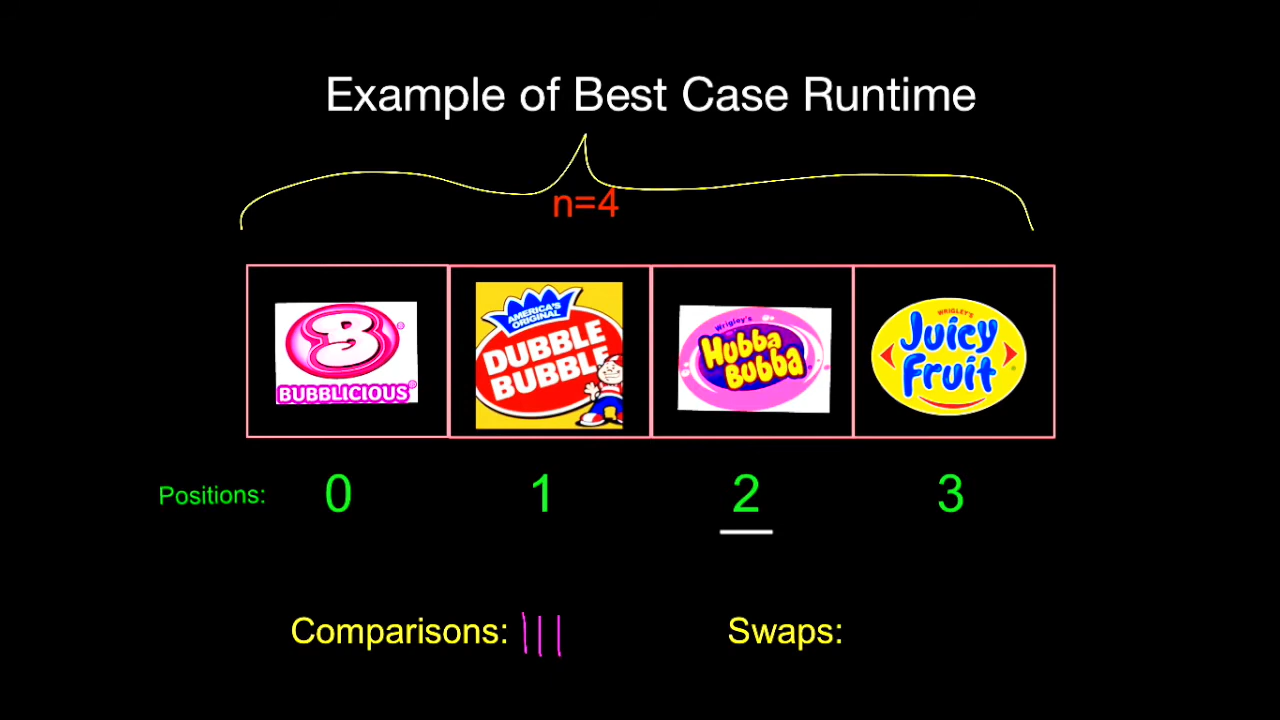 Example of Best Case Runtime
n=4
B
BUBBLICIOUS®
AMERICA'S
ORIGINAL
DUBBLE
BUBBLE
Wrigley's
Hubba
Bubba
WRIGLEY'S
Juicy
Fruit
Positions: 0 1 2 3
Comparisons: |||
Swaps: